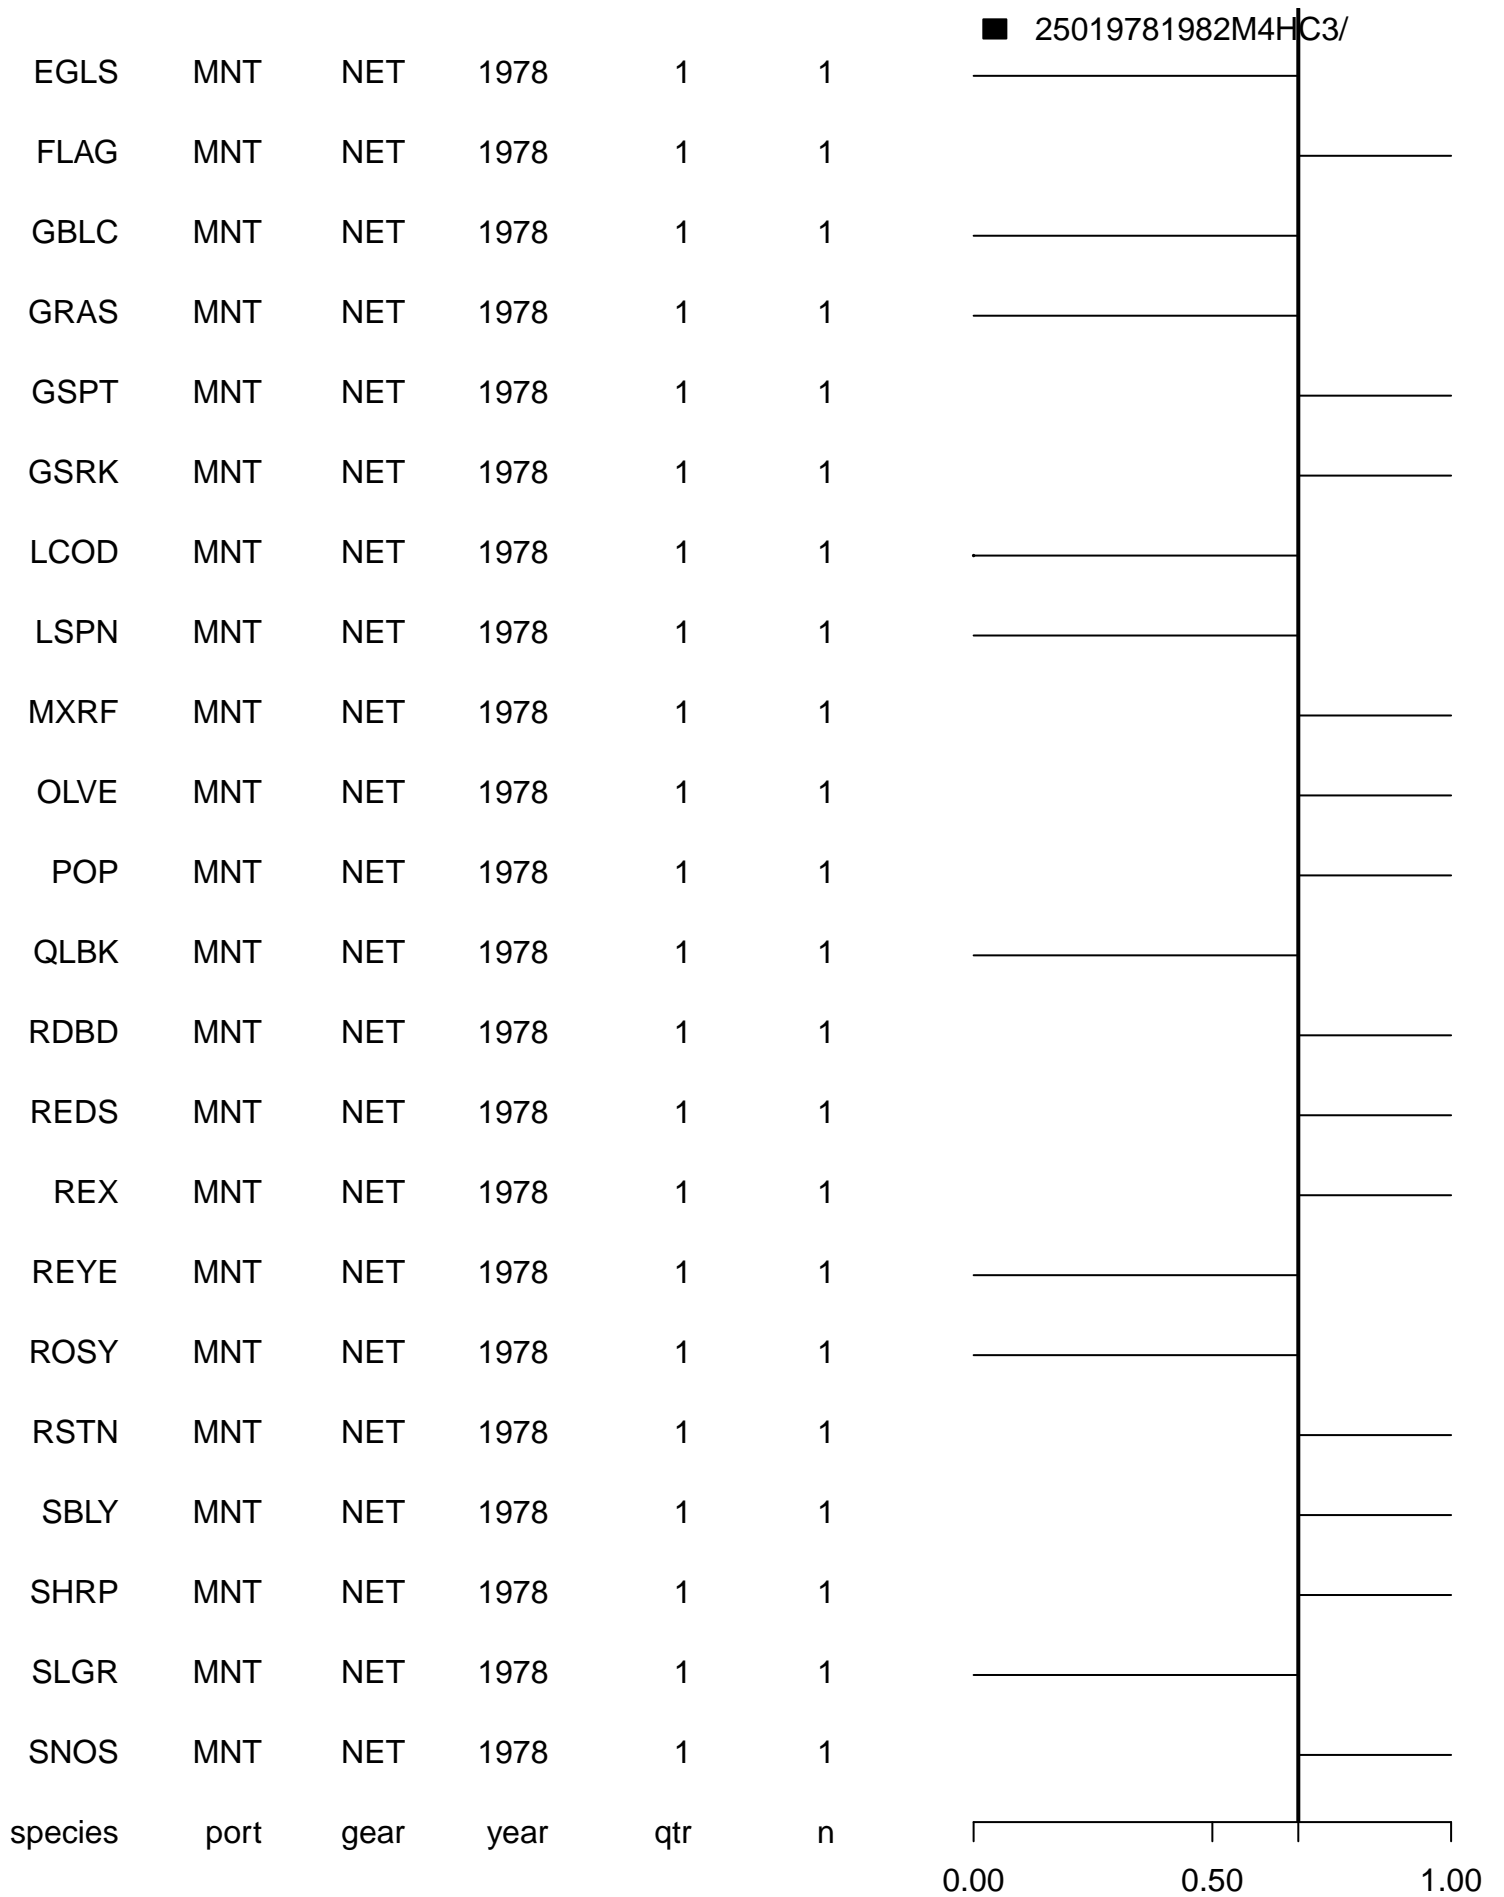 25019781982M4HC3/
EGLS MNT NET 1978 1 1
FLAG MNT NET 1978 1 1
GBLC MNT NET 1978 1 1
GRAS MNT NET 1978 1 1
GSPT MNT NET 1978 1 1
GSRK MNT NET 1978 1 1
LCOD MNT NET 1978 1 1
LSPN MNT NET 1978 1 1
MXRF MNT NET 1978 1 1
OLVE MNT NET 1978 1 1
POP MNT NET 1978 1 1
QLBK MNT NET 1978 1 1
RDBD MNT NET 1978 1 1
REDS MNT NET 1978 1 1
REX MNT NET 1978 1 1
REYE MNT NET 1978 1 1
ROSY MNT NET 1978 1 1
RSTN MNT NET 1978 1 1
SBLY MNT NET 1978 1 1
SHRP MNT NET 1978 1 1
SLGR MNT NET 1978 1 1
SNOS MNT NET 1978 1 1
species port gear year qtr n
0.00 0.50 1.00